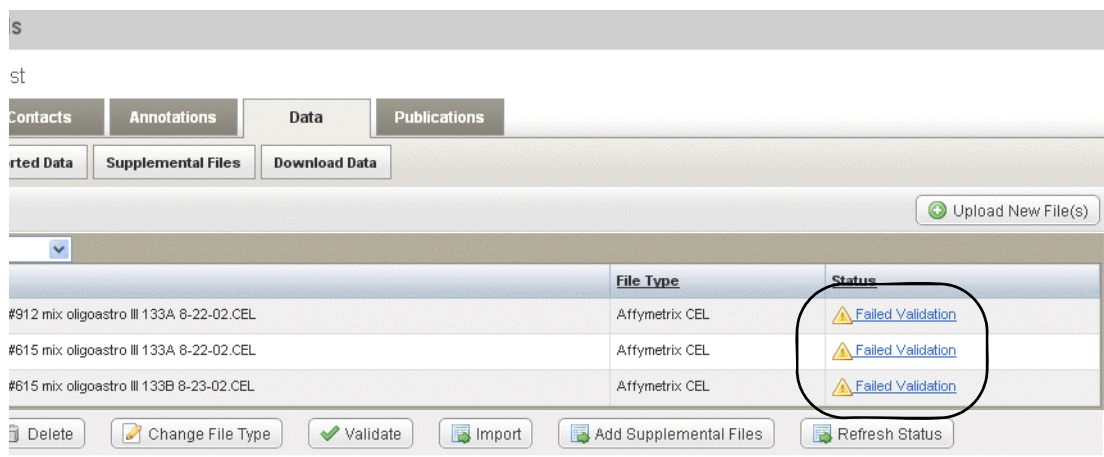 ls
st
Contacts Annotations Data Publications
orted Data Supplemental Files Download Data
Upload New File(s)
File Type Status
#912 mix oligoastro III 133A 8-22-02.CEL Affymetrix CEL Failed Validation
#615 mix oligoastro III 133A 8-22-02.CEL Affymetrix CEL Failed Validation
#615 mix oligoastro III 133B 8-23-02.CEL Affymetrix CEL Failed Validation
Delete Change File Type Validate Import Add Supplemental Files Refresh Status